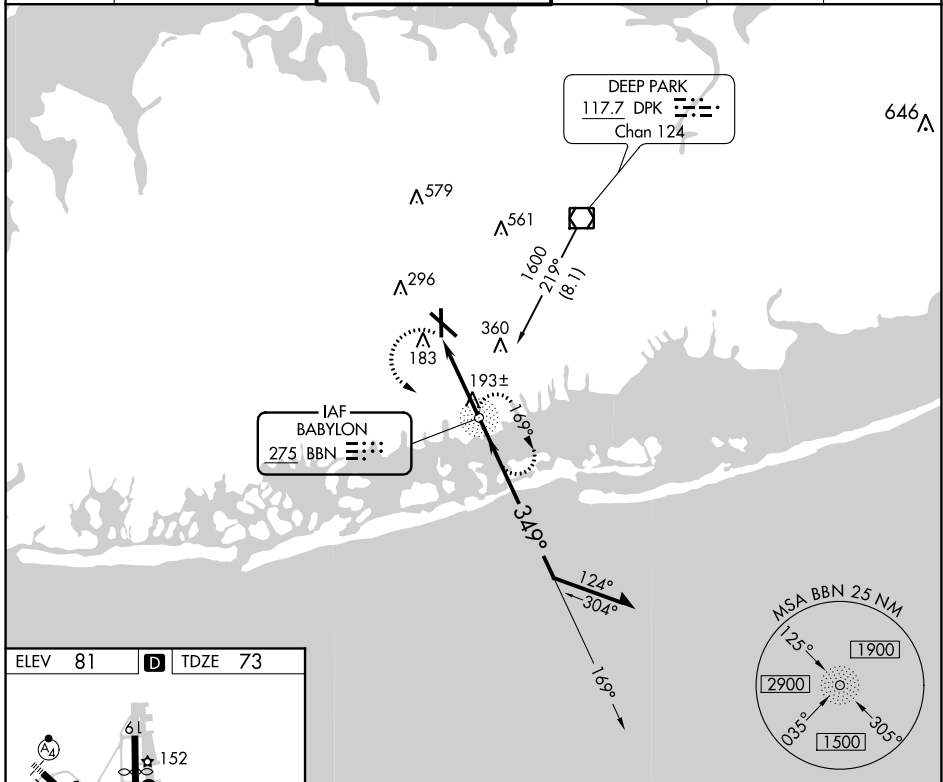 DEEP PARK
117.7 DPK
Chan 124
646
579
561
1600
219°
(8.1)
296
360
183
193±
IAF
BABYLON
275 BBN
169°
349°
124°
304°
169°
MSA BBN 25 NM
125°
1900
2900
035°
305°
1500
ELEV 81 D TDZE 73
19
A4
152